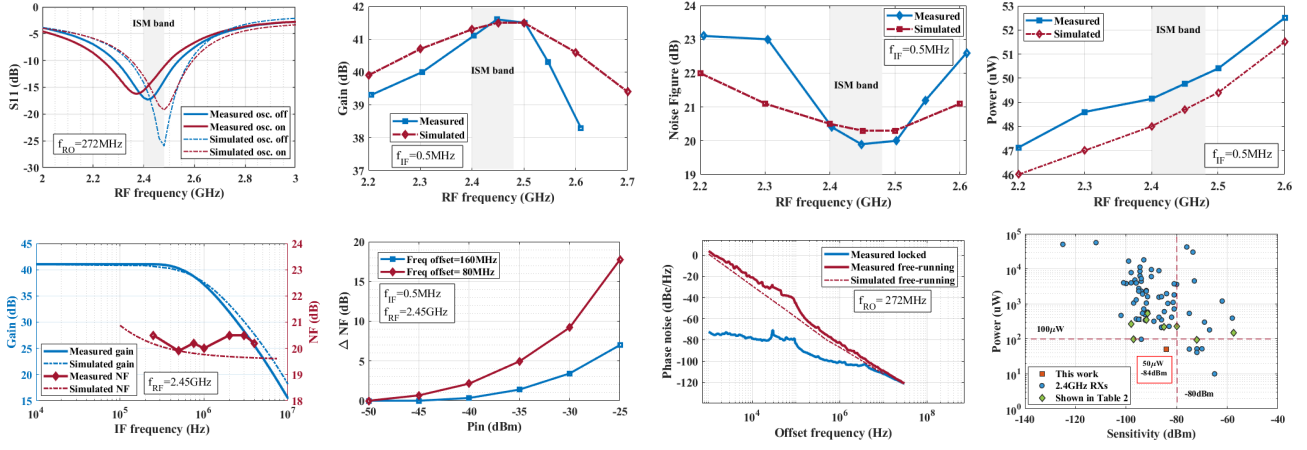 0
-5
-10
-15
-20
-25
-30
S11 (dB)
ISM band
Measured osc. off
Measured osc. on
Simulated osc. off
Simulated osc. on
fRO=272MHz
2 2.2 2.4 2.6 2.8 3
RF frequency (GHz)
43
42
41
40
39
38
37
Gain (dB)
ISM band
Measured
Simulated
fIF=0.5MHz
2.2 2.3 2.4 2.5 2.6 2.7
RF frequency (GHz)
24
23
22
21
20
19
18
Noise Figure (dB)
Measured
Simulated
fIF=0.5MHz
ISM band
2.2 2.3 2.4 2.5 2.6
RF frequency (GHz)
53
52
51
50
49
48
47
46
Power (uW)
Measured
Simulated
ISM band
fIF=0.5MHz
2.2 2.3 2.4 2.5 2.6
RF frequency (GHz)
45
40
35
30
25
20
15
Gain (dB)
24
23
22
21
20
19
18
NF (dB)
Measured gain
Simulated gain
Measured NF
Simulated NF
fRF=2.45GHz
10^4 10^5 10^6 10^7
IF frequency (Hz)
20
15
10
5
0
Δ NF (dB)
Freq offset=160MHz
Freq offset= 80MHz
fIF=0.5MHz
fRF=2.45GHz
-50 -45 -40 -35 -30 -25
Pin (dBm)
0
-20
-40
-60
-80
-100
-120
Phase noise (dBc/Hz)
Measured locked
Measured free-running
Simulated free-running
fRO= 272MHz
10^4 10^6 10^8
Offset frequency (Hz)
10^5
10^4
10^3
10^2
10^1
10^0
Power (uW)
100μW
50μW
-84dBm
-80dBm
This work
2.4GHz RXs
Shown in Table 2
-140 -120 -100 -80 -60 -40
Sensitivity (dBm)